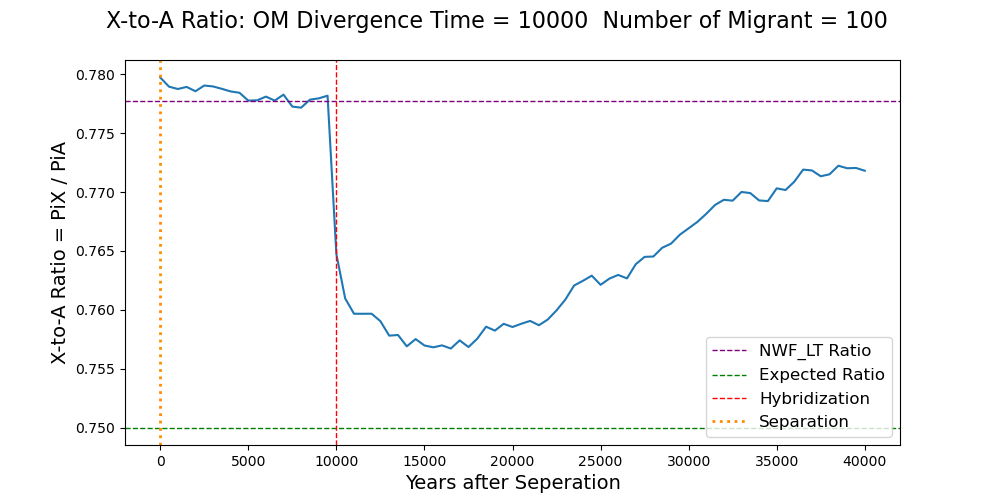 X-to-A Ratio: OM Divergence Time = 10000  Number of Migrant = 100
X-to-A Ratio = PiX / PiA
0.780
0.775
0.770
0.765
0.760
0.755
0.750
NWF_LT Ratio
Expected Ratio
Hybridization
Separation
0
5000
10000
15000
20000
25000
30000
35000
40000
Years after Seperation